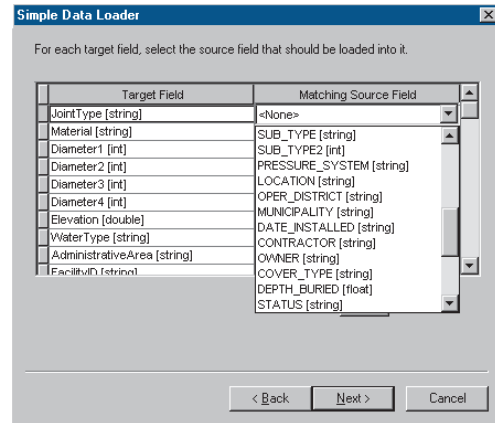 Simple Data Loader
For each target field, select the source field that should be loaded into it.
Target Field Matching Source Field
JointType [string] <None>
Material [string]
Diameter1 [int]
Diameter2 [int]
Diameter3 [int]
Diameter4 [int]
Elevation [double]
WaterType [string]
AdministrativeArea [string]
FacilityID [string]
SUB_TYPE [string]
SUB_TYPE2 [int]
PRESSURE_SYSTEM [string]
LOCATION [string]
OPER_DISTRICT [string]
MUNICIPALITY [string]
DATE_INSTALLED [string]
CONTRACTOR [string]
OWNER [string]
COVER_TYPE [string]
DEPTH_BURIED [float]
STATUS [string]
< Back Next > Cancel